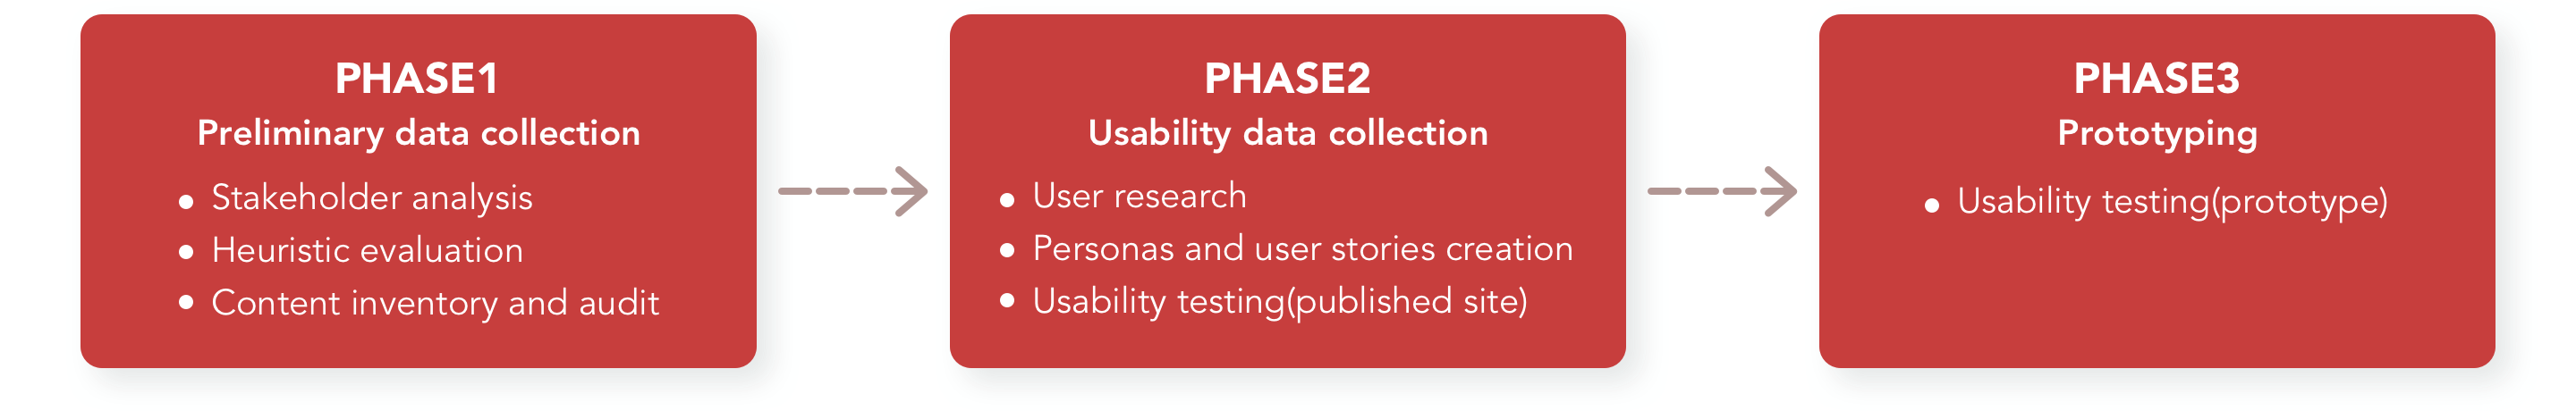 PHASE1
Preliminary data collection
Stakeholder analysis
Heuristic evaluation
Content inventory and audit
PHASE2
Usability data collection
User research
Personas and user stories creation
Usability testing(published site)
PHASE3
Prototyping
Usability testing(prototype)